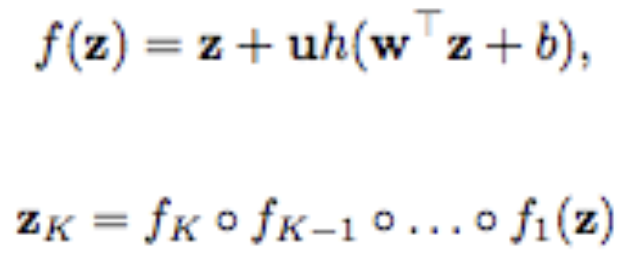 f(𝐳) = 𝐳 + 𝐮h(𝐰⊤𝐳 + b),
𝐳_K = f_K ∘ f_{K−1} ∘ … ∘ f_1(𝐳)